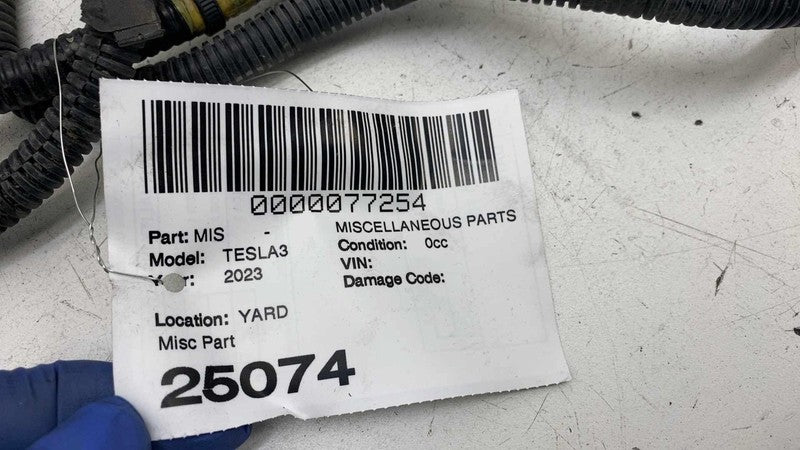 0000077254
Part: MIS - MISCELLANEOUS PARTS
Model: TESLA3 Condition: 0cc
Year: 2023 VIN:
Damage Code:
Location: YARD
Misc Part
25074